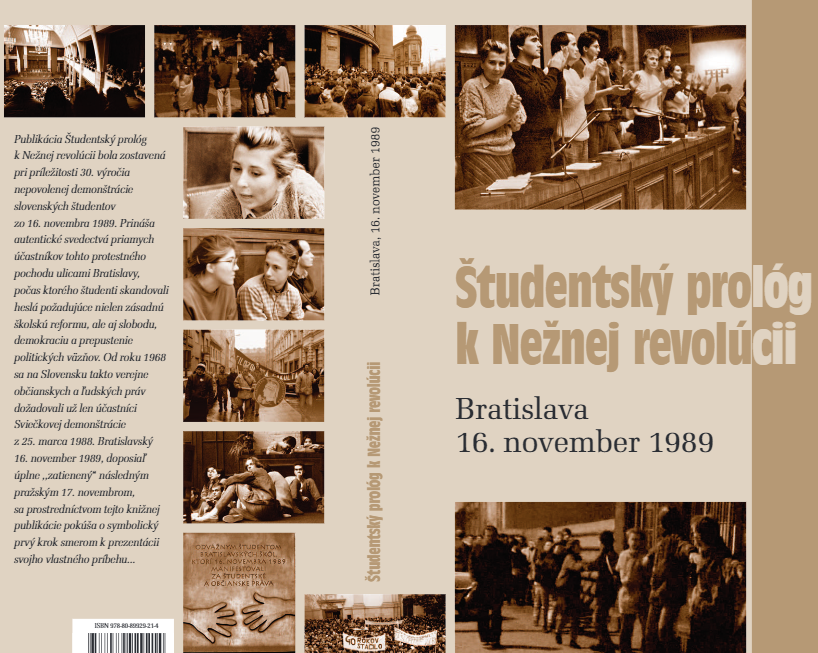 Publikácia Študentský prológ
k Nežnej revolúcii bola zostavená
pri príležitosti 30. výročia
nepovolenej demonštrácie
slovenských študentov
zo 16. novembra 1989. Prináša
autentické svedectvá priamych
účastníkov tohto protestného
pochodu ulicami Bratislavy,
počas ktorého študenti skandovali
heslá požadujúce nielen zásadnú
školskú reformu, ale aj slobodu,
demokraciu a prepustenie
politických väzňov. Od roku 1968
sa na Slovensku takto verejne
občianskych a ľudských práv
dožadovali už len účastníci
Sviečkovej demonštrácie
z 25. marca 1988. Bratislavský
16. november 1989, doposiaľ
úplne „zatienený“ následným
pražským 17. novembrom,
sa prostredníctvom tejto knižnej
publikácie pokúša o symbolický
prvý krok smerom k prezentácii
svojho vlastného príbehu...
ISBN 978-80-89929-21-4
ODVÁŽNYM ŠTUDENTOM
BRATISLAVSKÝCH ŠKÔL,
KTORÍ 16. NOVEMBRA 1989
MANIFESTOVALI
ZA ŠTUDENTSKÉ
A OBČIANSKE PRÁVA
40 ROKOV
STAČILO
Bratislava, 16. november 1989
Študentský prológ k Nežnej revolúcii
Študentský prológ
k Nežnej revolúcii
Bratislava
16. november 1989